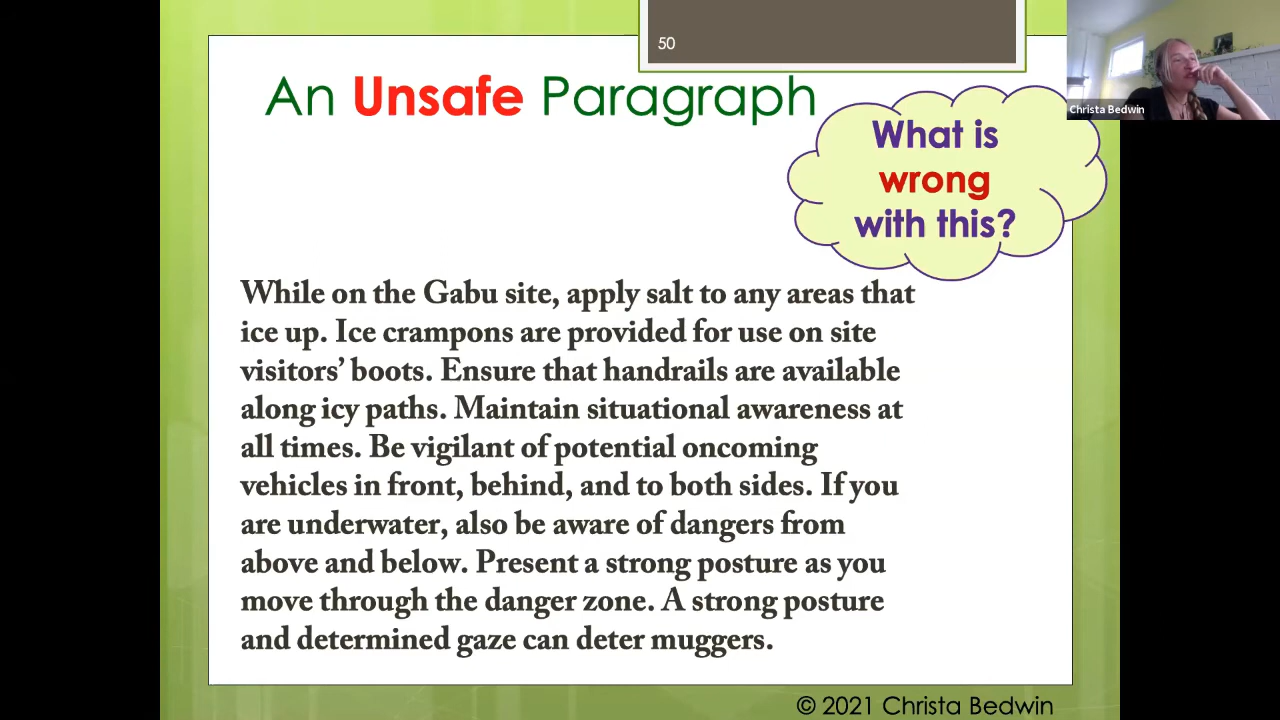 50
An Unsafe Paragraph
What is
wrong
with this?
Christa Bedwin
While on the Gabu site, apply salt to any areas that
ice up. Ice crampons are provided for use on site
visitors’ boots. Ensure that handrails are available
along icy paths. Maintain situational awareness at
all times. Be vigilant of potential oncoming
vehicles in front, behind, and to both sides. If you
are underwater, also be aware of dangers from
above and below. Present a strong posture as you
move through the danger zone. A strong posture
and determined gaze can deter muggers.
© 2021 Christa Bedwin